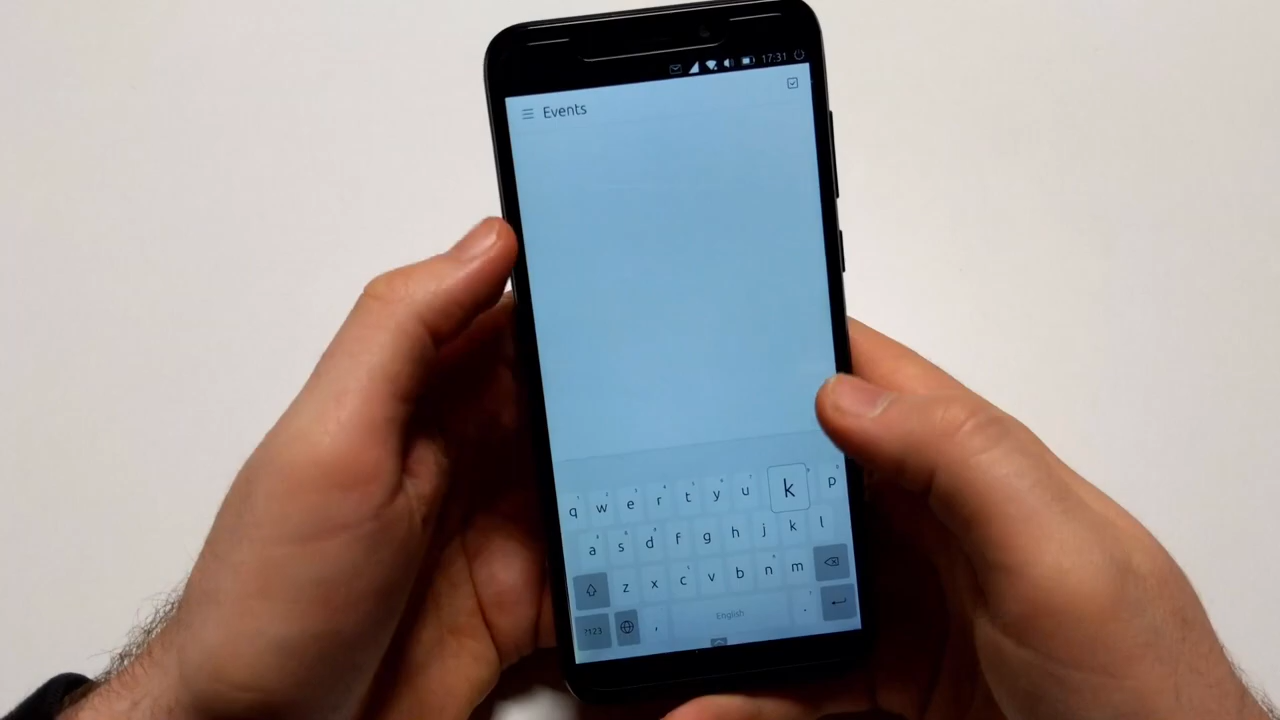 17:31
Events
q w e r t y u k p
a s d f g h j k l
z x c v b n m
?123 , English .